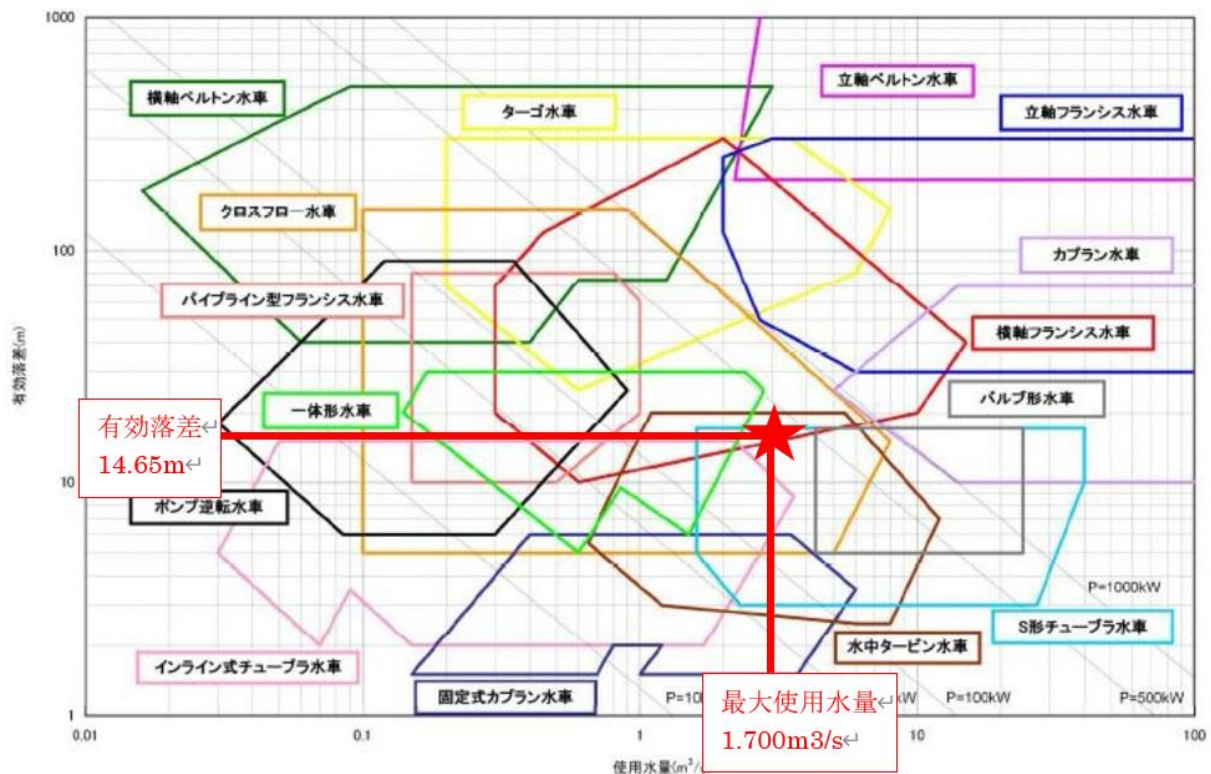 1000
横軸ペルトン水車
ターゴ水車
立軸ペルトン水車
立軸フランシス水車
クロスフロー水車
100
カプラン水車
パイプライン型フランシス水車
横軸フランシス水車
有効落差(m)
一体形水車
バルブ形水車
有効落差↵
14.65m↵
10
ポンプ逆転水車
P=1000kW
S形チューブラ水車
水中タービン水車
インライン式チューブラ水車
固定式カプラン水車
P=10
kW
P=100kW
P=500kW
最大使用水量↵
1.700m3/s↵
1
0.01
0.1
1
10
100
使用水量(m³/